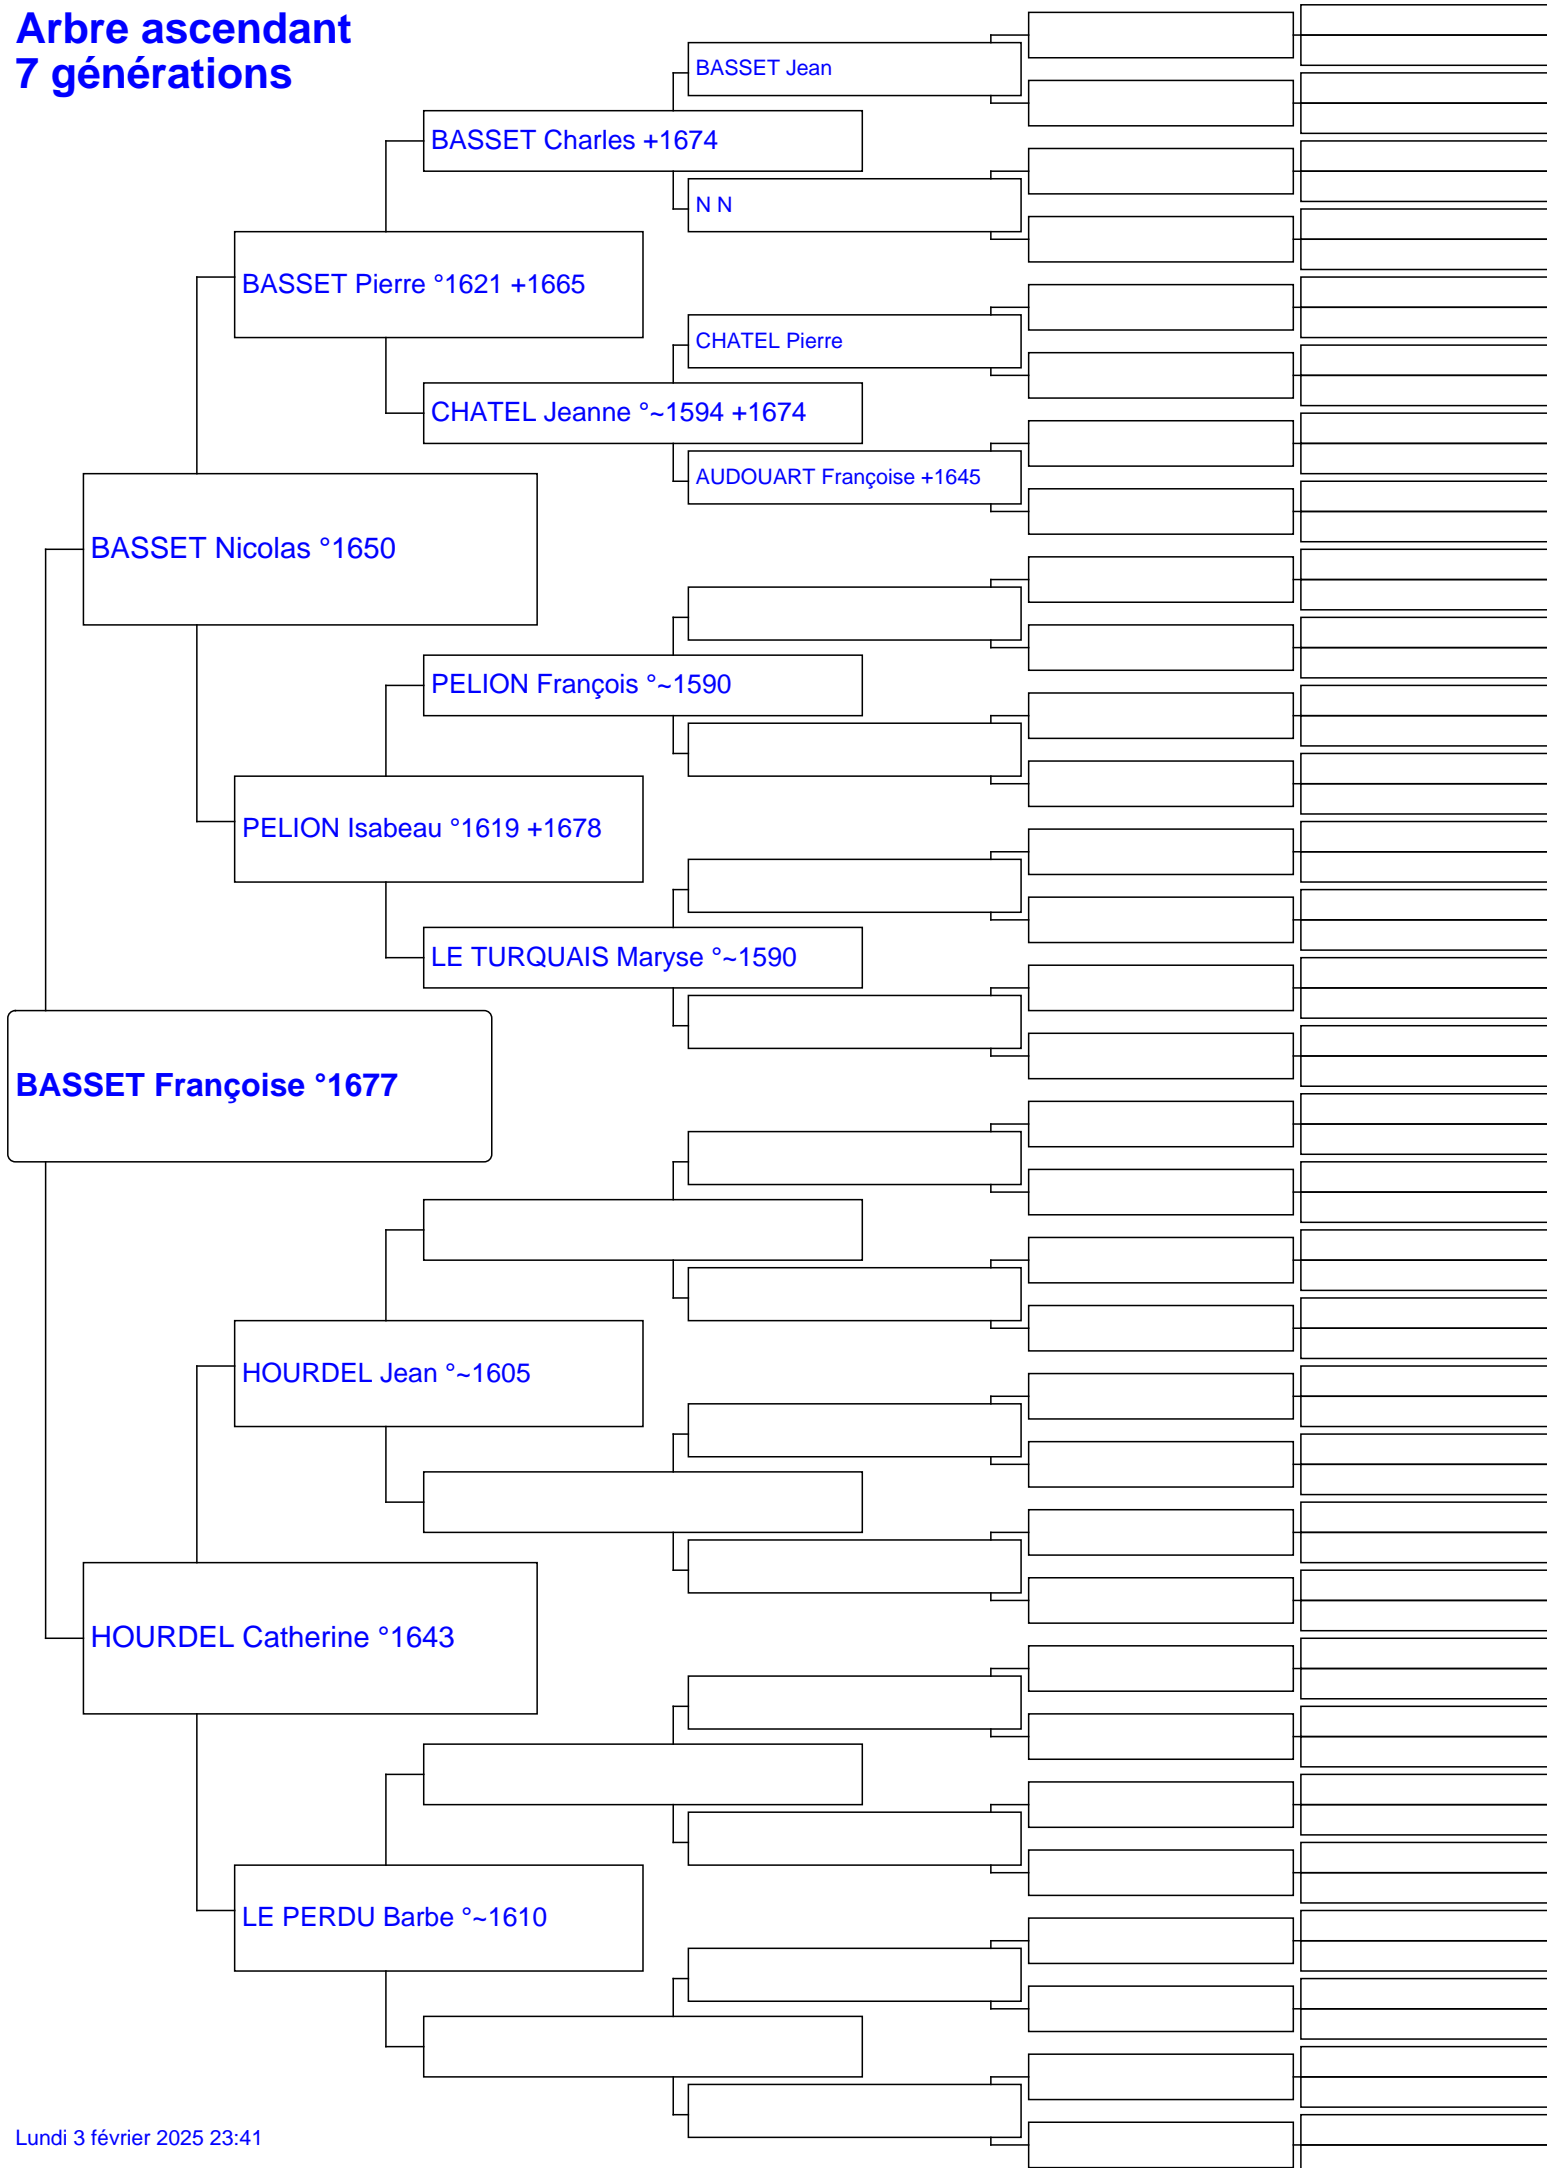 Arbre ascendant
7 générations
BASSET Jean
BASSET Charles +1674
N N
BASSET Pierre °1621 +1665
CHATEL Pierre
CHATEL Jeanne °~1594 +1674
AUDOUART Françoise +1645
BASSET Nicolas °1650
PELION François °~1590
PELION Isabeau °1619 +1678
LE TURQUAIS Maryse °~1590
BASSET Françoise °1677
HOURDEL Jean °~1605
HOURDEL Catherine °1643
LE PERDU Barbe °~1610
Lundi 3 février 2025 23:41